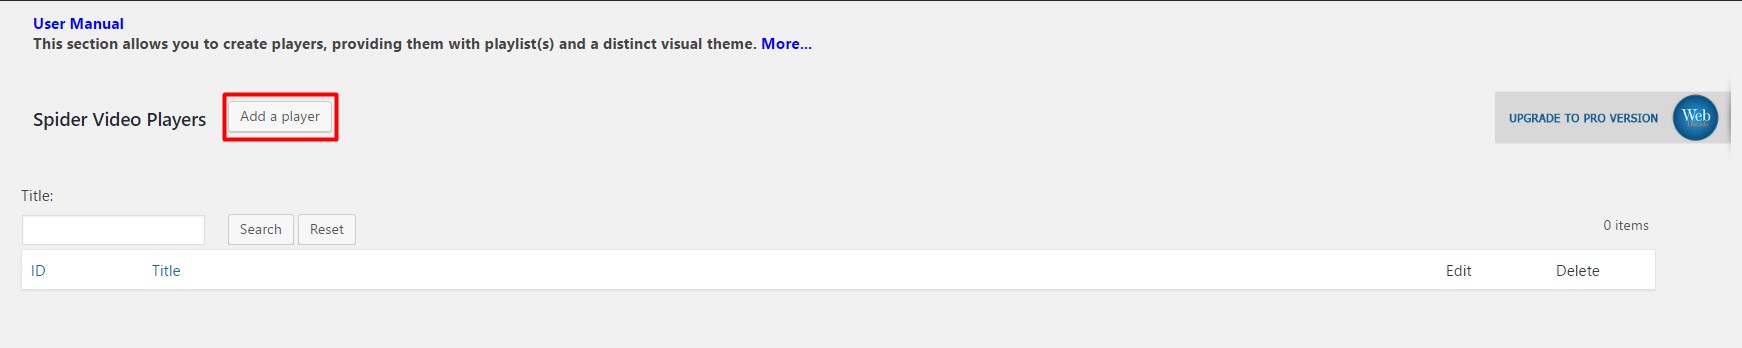 User Manual
This section allows you to create players, providing them with playlist(s) and a distinct visual theme. More...
Spider Video Players
Add a player
UPGRADE TO PRO VERSION
Web
Title:
Search
Reset
0 items
ID
Title
Edit
Delete